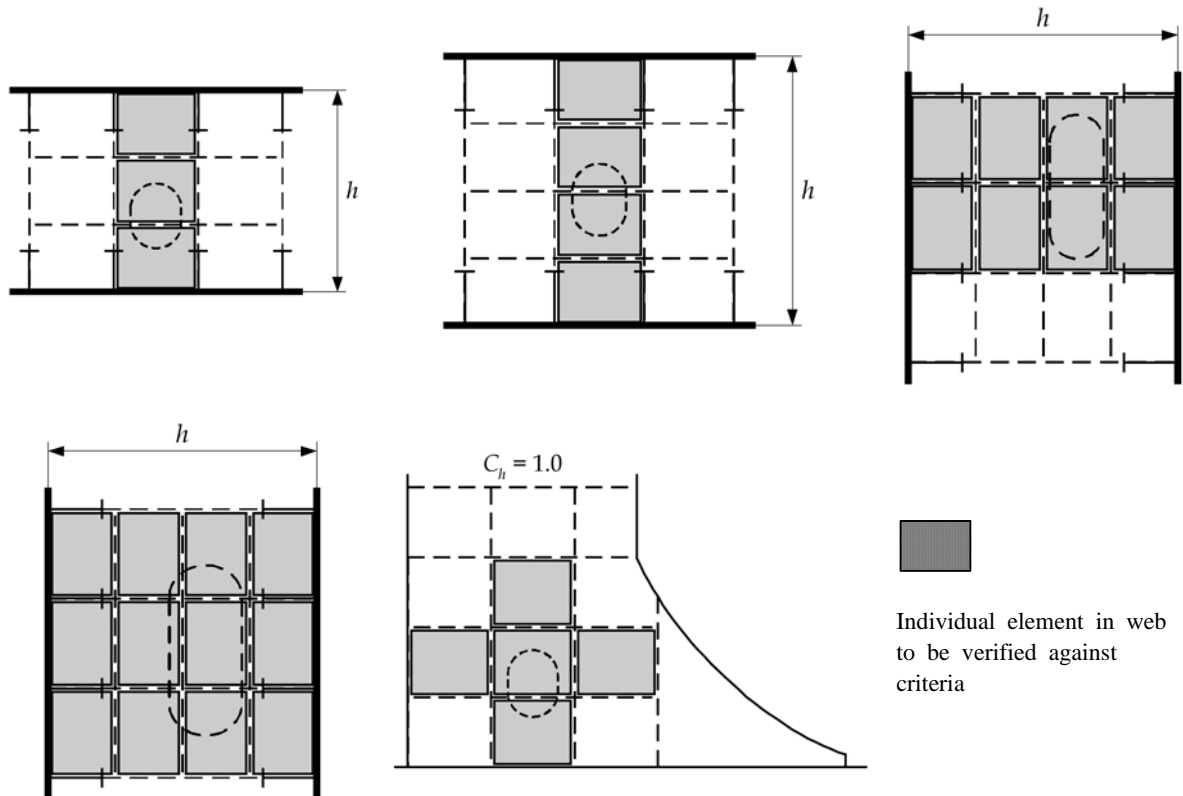 h
h
h
h
C_h = 1.0
Individual element in web
to be verified against
criteria